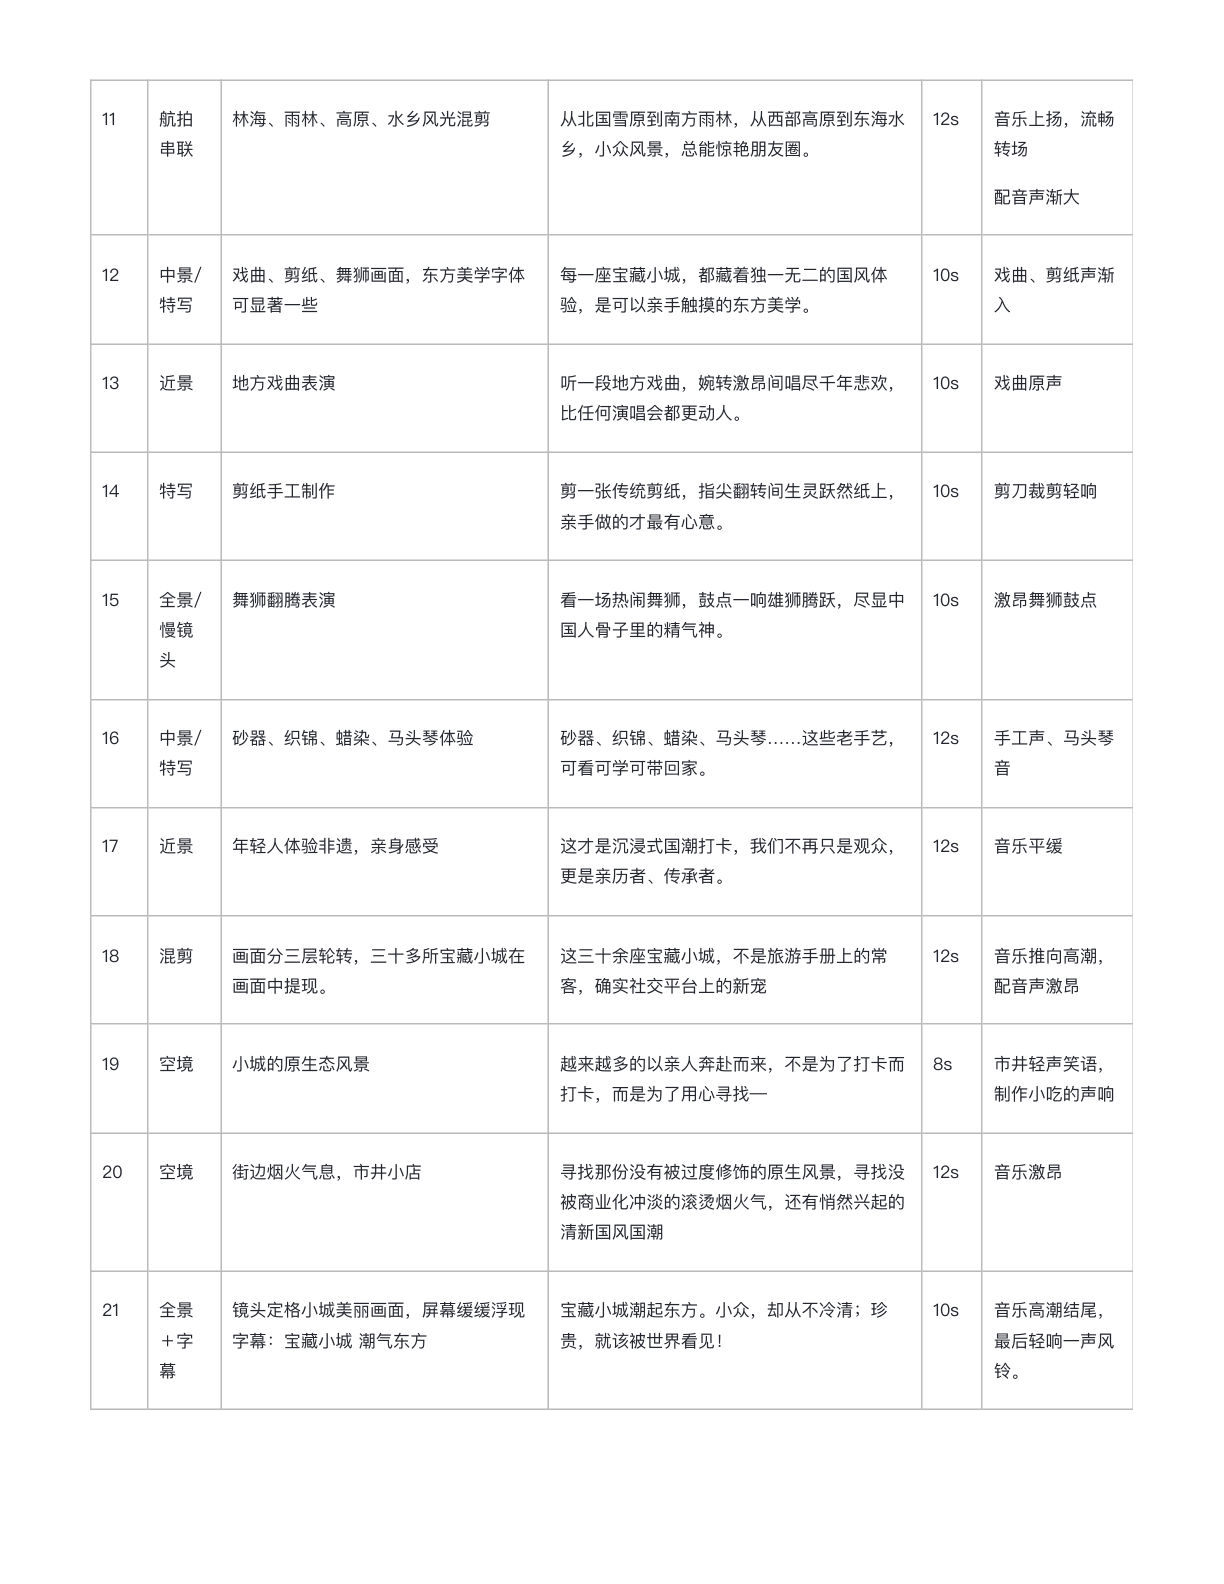 11
航拍
串联
林海、雨林、高原、水乡风光混剪
从北国雪原到南方雨林，从西部高原到东海水
乡，小众风景，总能惊艳朋友圈。
12s
音乐上扬，流畅
转场
配音声渐大
12
中景/
特写
戏曲、剪纸、舞狮画面，东方美学字体
可显著一些
每一座宝藏小城，都藏着独一无二的国风体
验，是可以亲手触摸的东方美学。
10s
戏曲、剪纸声渐
入
13
近景
地方戏曲表演
听一段地方戏曲，婉转激昂间唱尽千年悲欢，
比任何演唱会都更动人。
10s
戏曲原声
14
特写
剪纸手工制作
剪一张传统剪纸，指尖翻转间生灵跃然纸上，
亲手做的才最有心意。
10s
剪刀裁剪轻响
15
全景/
慢镜
头
舞狮翻腾表演
看一场热闹舞狮，鼓点一响雄狮腾跃，尽显中
国人骨子里的精气神。
10s
激昂舞狮鼓点
16
中景/
特写
砂器、织锦、蜡染、马头琴体验
砂器、织锦、蜡染、马头琴……这些老手艺，
可看可学可带回家。
12s
手工声、马头琴
音
17
近景
年轻人体验非遗，亲身感受
这才是沉浸式国潮打卡，我们不再只是观众，
更是亲历者、传承者。
12s
音乐平缓
18
混剪
画面分三层轮转，三十多所宝藏小城在
画面中提现。
这三十余座宝藏小城，不是旅游手册上的常
客，确实社交平台上的新宠
12s
音乐推向高潮，
配音声激昂
19
空境
小城的原生态风景
越来越多的以亲人奔赴而来，不是为了打卡而
打卡，而是为了用心寻找—
8s
市井轻声笑语，
制作小吃的声响
20
空境
街边烟火气息，市井小店
寻找那份没有被过度修饰的原生风景，寻找没
被商业化冲淡的滚烫烟火气，还有悄然兴起的
清新国风国潮
12s
音乐激昂
21
全景
＋字
幕
镜头定格小城美丽画面，屏幕缓缓浮现
字幕：宝藏小城 潮气东方
宝藏小城潮起东方。小众，却从不冷清；珍
贵，就该被世界看见！
10s
音乐高潮结尾，
最后轻响一声风
铃。